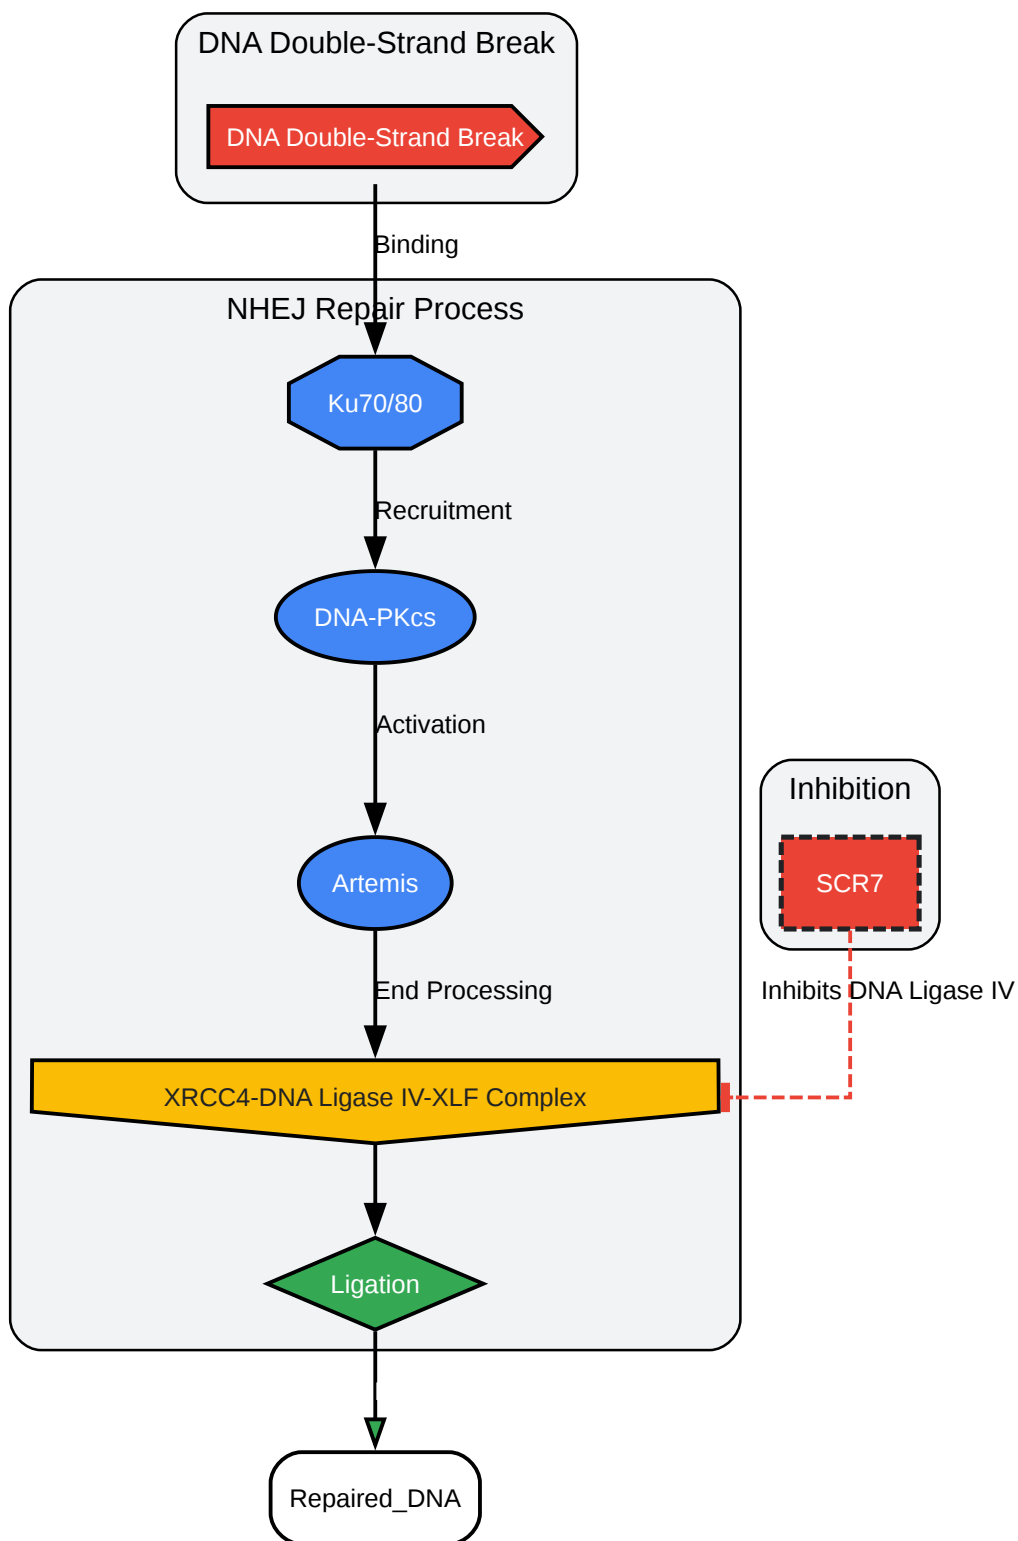 DNA Double-Strand Break
DNA Double-Strand Break
Binding
NHEJ Repair Process
Ku70/80
Recruitment
DNA-PKcs
Activation
Inhibition
SCR7
Artemis
End Processing
Inhibits DNA Ligase IV
XRCC4-DNA Ligase IV-XLF Complex
Ligation
Repaired_DNA